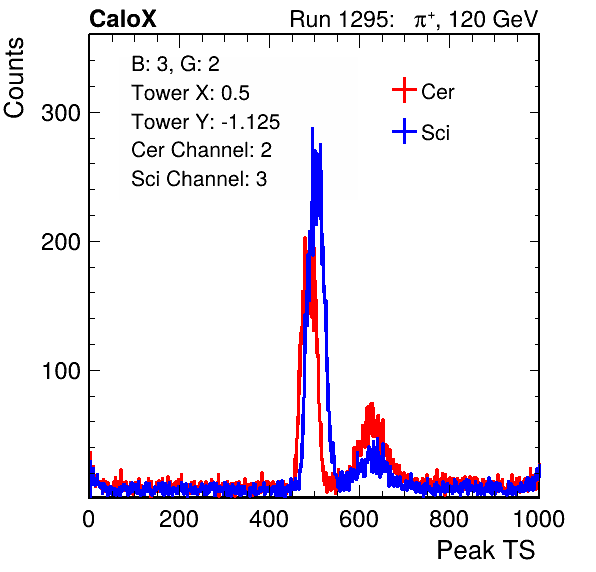 CaloX Run 1295: π⁺, 120 GeV
Counts
B: 3, G: 2
Tower X: 0.5
Tower Y: -1.125
Cer Channel: 2
Sci Channel: 3
Cer
Sci
300
200
100
0 200 400 600 800 1000
Peak TS